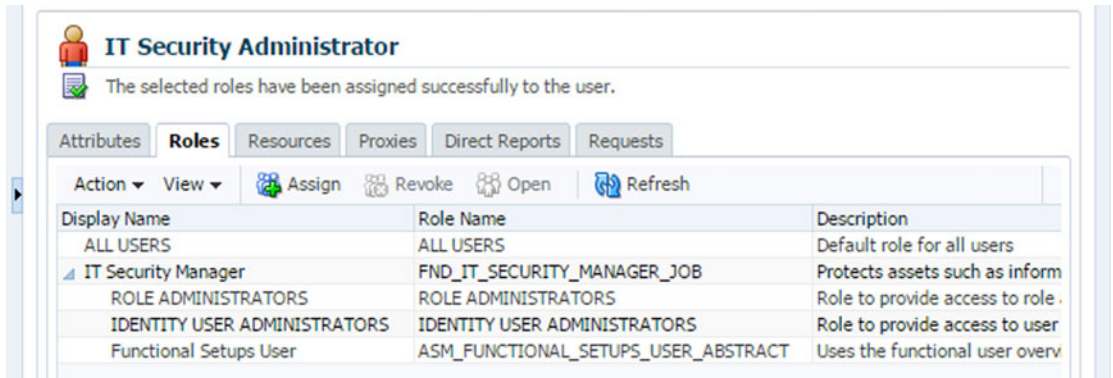 IT Security Administrator
The selected roles have been assigned successfully to the user.
Attributes Roles Resources Proxies Direct Reports Requests
Action View Assign Revoke Open Refresh
Display Name Role Name Description
ALL USERS ALL USERS Default role for all users
IT Security Manager FND_IT_SECURITY_MANAGER_JOB Protects assets such as inform
ROLE ADMINISTRATORS ROLE ADMINISTRATORS Role to provide access to role
IDENTITY USER ADMINISTRATORS IDENTITY USER ADMINISTRATORS Role to provide access to user
Functional Setups User ASM_FUNCTIONAL_SETUPS_USER_ABSTRACT Uses the functional user overv